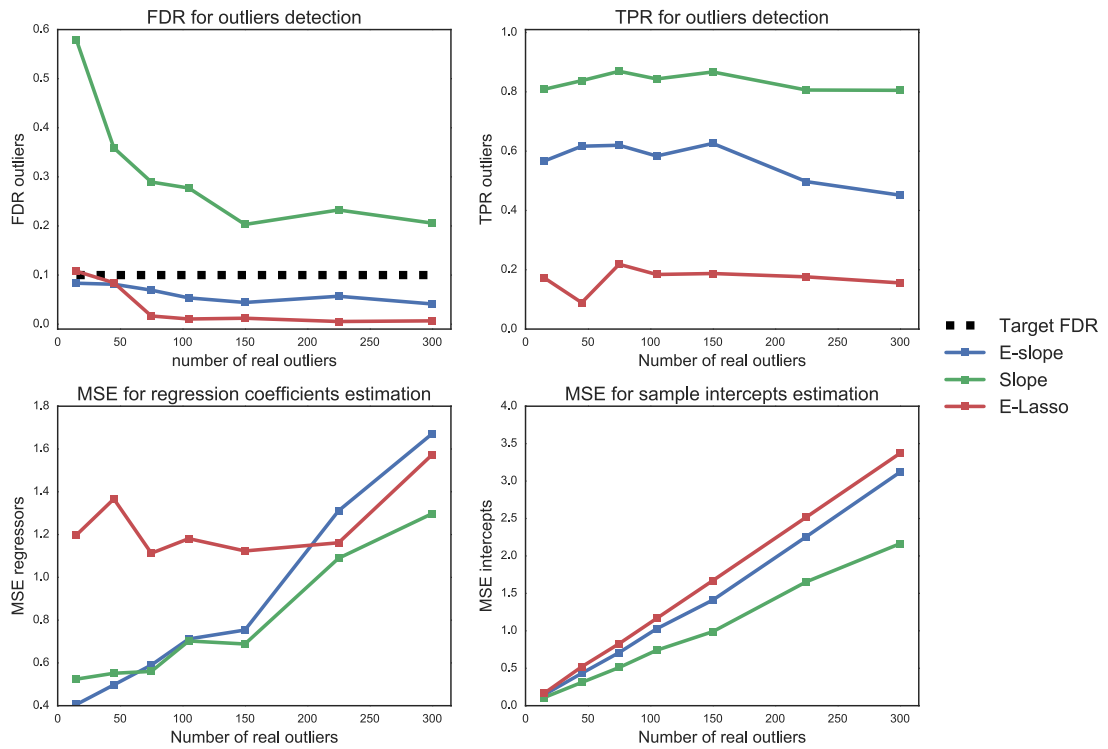 FDR for outliers detection
0.6
0.5
0.4
0.3
0.2
0.1
0.0
FDR outliers
0 50 100 150 200 250 300
number of real outliers
TPR for outliers detection
1.0
0.8
0.6
0.4
0.2
0.0
TPR outliers
0 50 100 150 200 250 300
Number of real outliers
Target FDR
E-slope
Slope
E-Lasso
MSE for regression coefficients estimation
1.8
1.6
1.4
1.2
1.0
0.8
0.6
0.4
MSE regressors
0 50 100 150 200 250 300
Number of real outliers
MSE for sample intercepts estimation
4.0
3.5
3.0
2.5
2.0
1.5
1.0
0.5
0.0
MSE intercepts
0 50 100 150 200 250 300
Number of real outliers